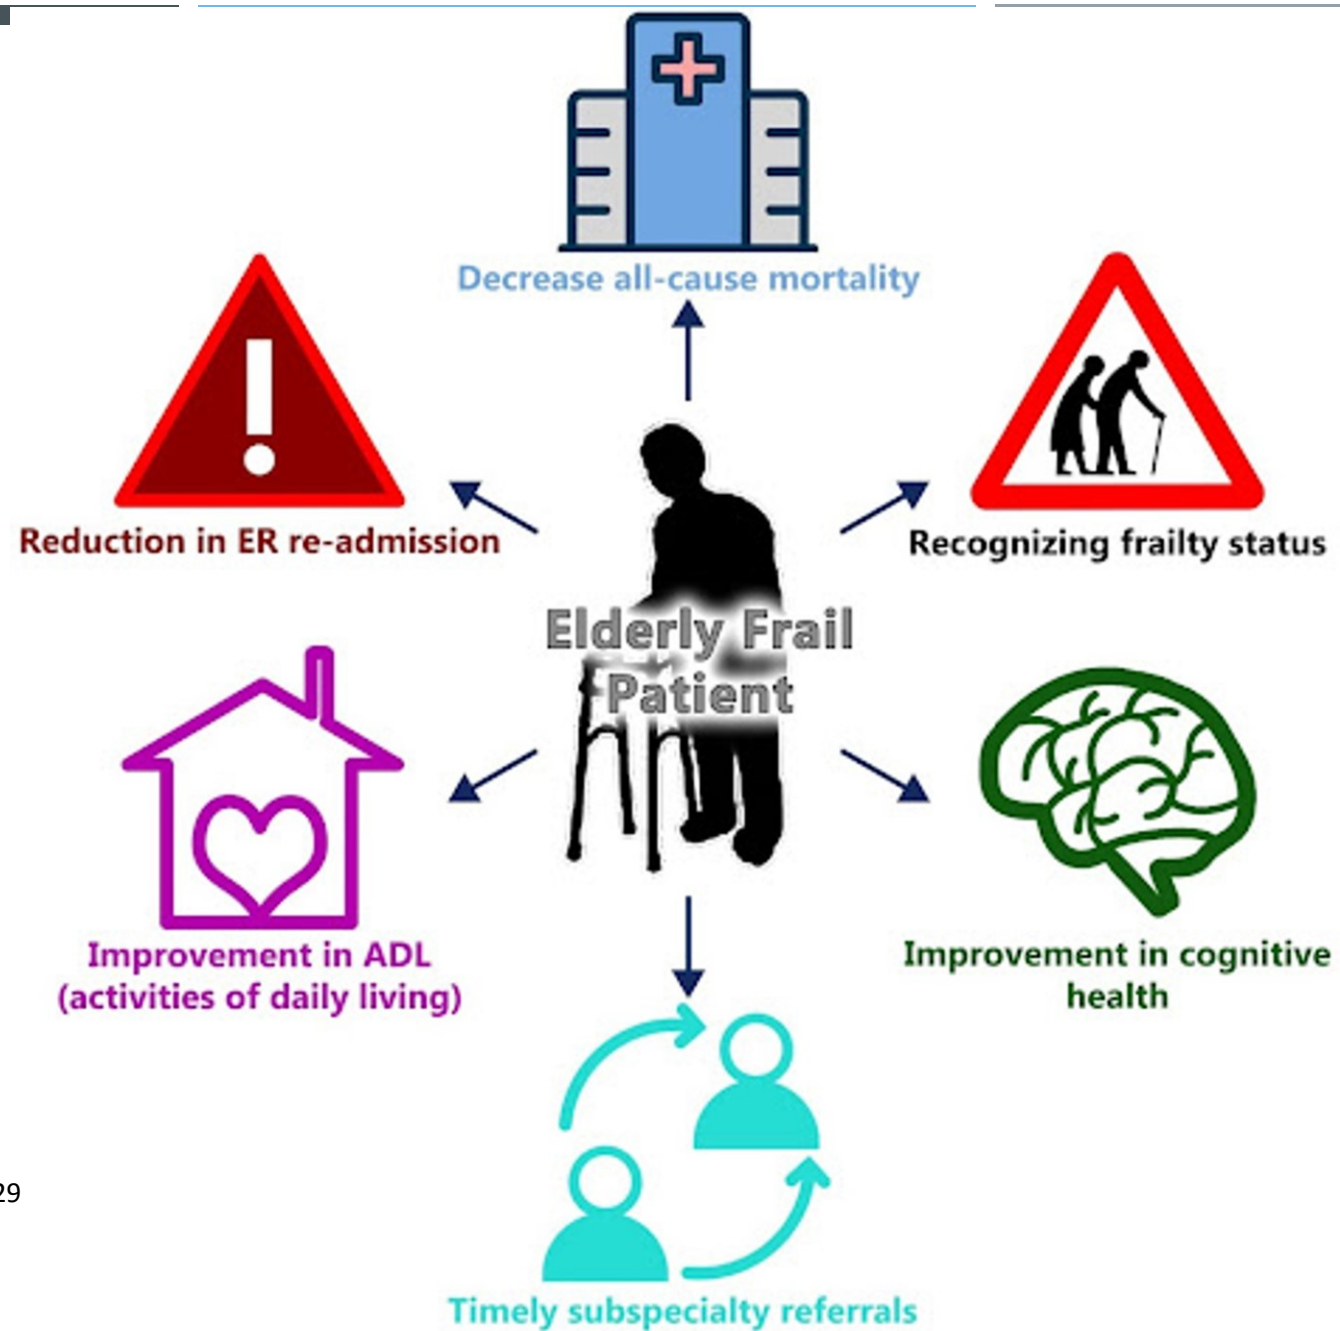 Decrease all-cause mortality
Reduction in ER re-admission
Recognizing frailty status
Elderly Frail
Patient
Improvement in ADL
(activities of daily living)
Improvement in cognitive
health
29
Timely subspecialty referrals